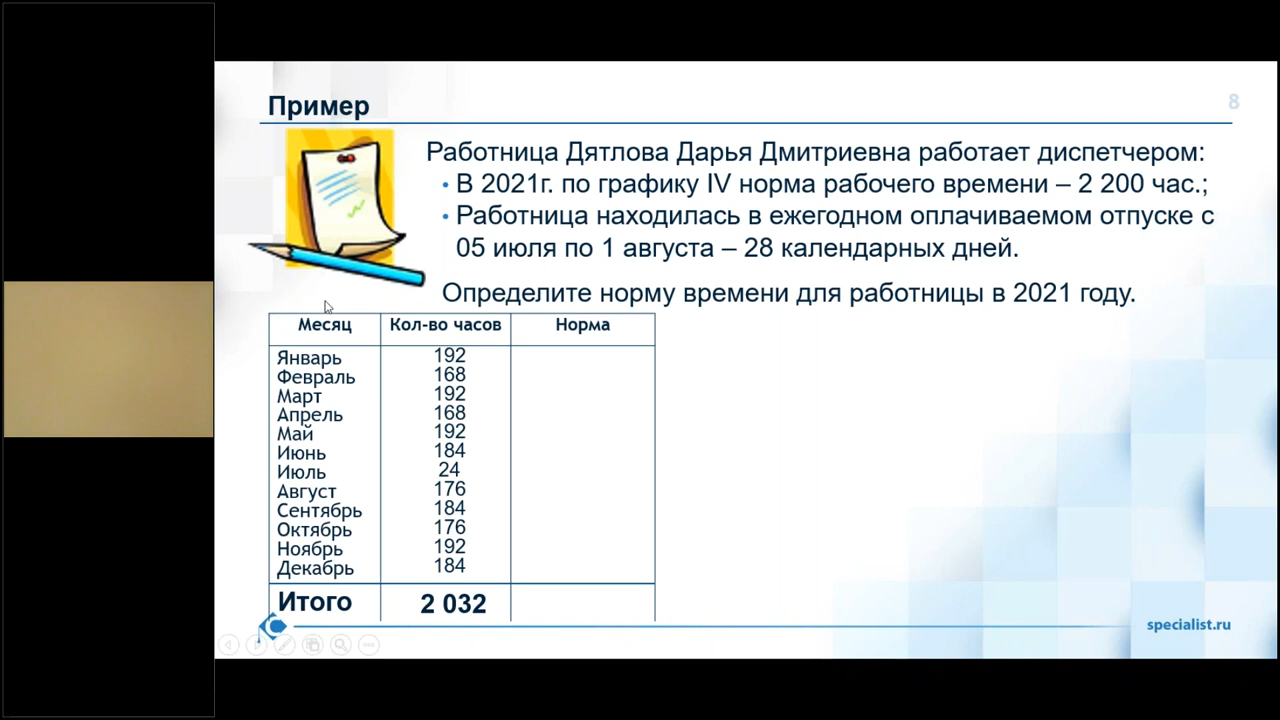 Пример
8
Работница Дятлова Дарья Дмитриевна работает диспетчером:
• В 2021г. по графику IV норма рабочего времени – 2 200 час.;
• Работница находилась в ежегодном оплачиваемом отпуске с
05 июля по 1 августа – 28 календарных дней.
Определите норму времени для работницы в 2021 году.
Месяц Кол-во часов Норма
Январь 192
Февраль 168
Март 192
Апрель 168
Май 192
Июнь 184
Июль 24
Август 176
Сентябрь 184
Октябрь 176
Ноябрь 192
Декабрь 184
Итого 2 032
specialist.ru